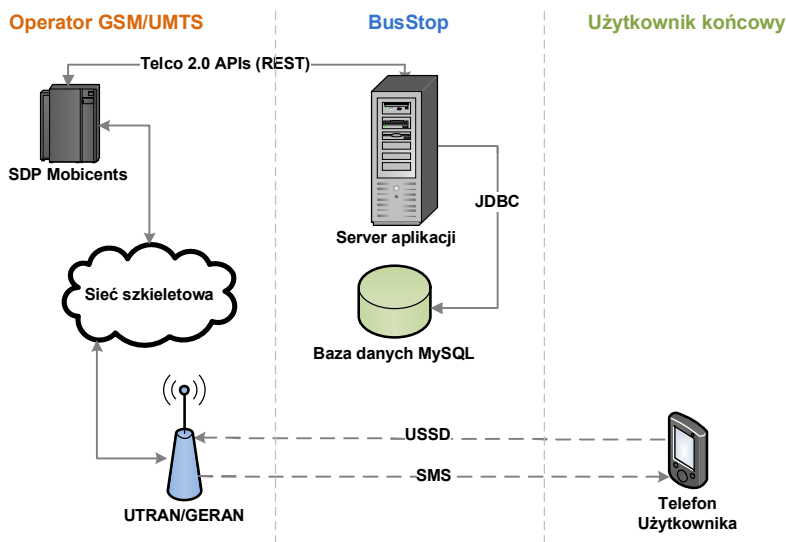 Operator GSM/UMTS
BusStop
Użytkownik końcowy
Telco 2.0 APIs (REST)
SDP Mobicents
JDBC
Server aplikacji
Sieć szkieletowa
Baza danych MySQL
USSD
SMS
UTRAN/GERAN
Telefon
Użytkownika